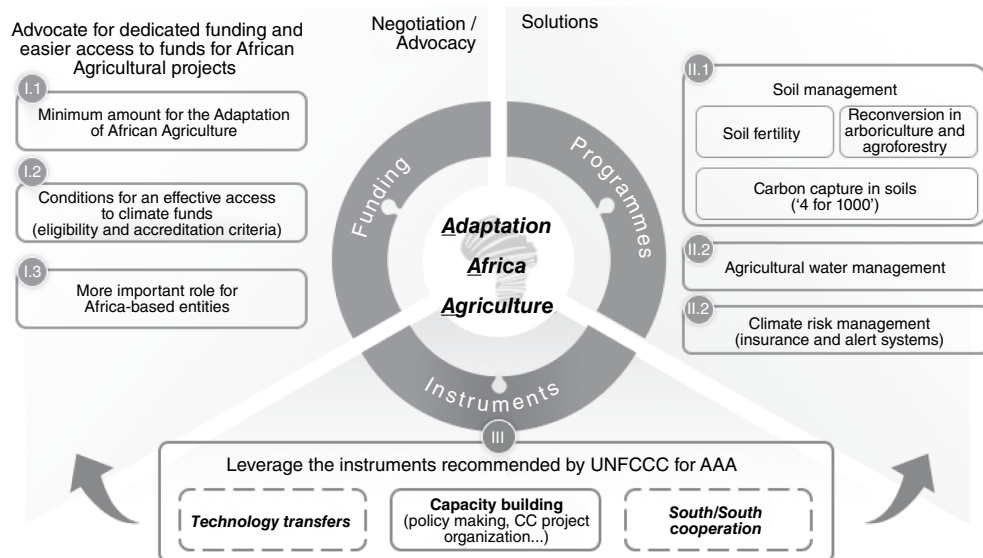 Negotiation /
Advocacy
Solutions
Advocate for dedicated funding and
easier access to funds for African
Agricultural projects
I.1
Minimum amount for the Adaptation
of African Agriculture
I.2
Conditions for an effective access
to climate funds
(eligibility and accreditation criteria)
I.3
More important role for
Africa-based entities
Funding
Programmes
Instruments
Adaptation
Africa
Agriculture
II.1
Soil management
Soil fertility
Reconversion in
arboriculture and
agroforestry
Carbon capture in soils
(‘4 for 1000’)
II.2
Agricultural water management
II.2
Climate risk management
(insurance and alert systems)
III
Leverage the instruments recommended by UNFCCC for AAA
Technology transfers
Capacity building
(policy making, CC project
organization...)
South/South
cooperation